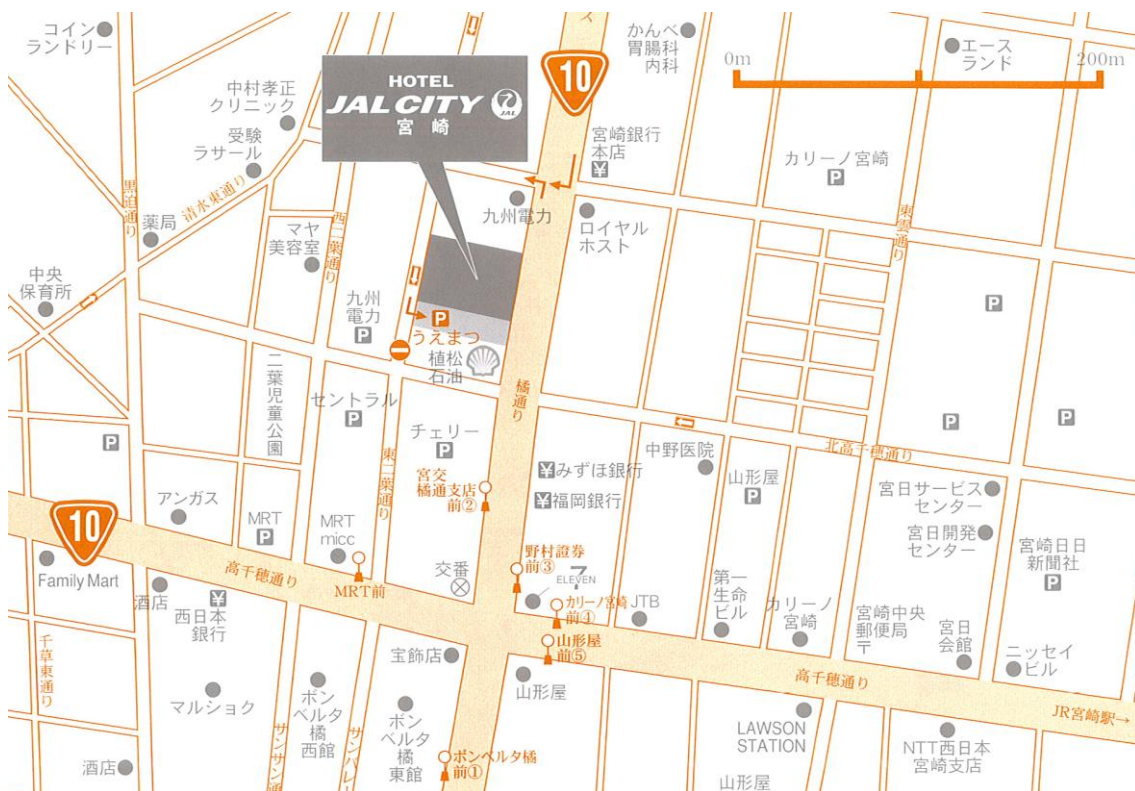 コイン
ランドリー
中村孝正
クリニック
受験
ラサール
HOTEL
JAL CITY
JAL
宮崎
10
かんべ
胃腸科
内科
0m
200m
エース
ランド
宮崎銀行
本店
¥
カリーノ宮崎
P
黒迫通り
清水東通り
西二葉通り
東雲通り
薬局
マヤ
美容室
九州電力
ロイヤル
ホスト
中央
保育所
九州
電力
P
P
うえまつ
植松
石油
P
橘通り
二葉児童公園
セントラル
P
東二葉通り
チェリー
P
P
P
P
北高千穂通り
中野医院
山形屋
P
宮交
橘通支店
前②
¥みずほ銀行
¥福岡銀行
アンガス
MRT
P
MRT
micc
宮日サービス
センター
宮日開発
センター
宮崎日日
新聞社
P
10
Family Mart
高千穂通り
MRT前
交番
野村證券
前③
7
ELEVEN
カリーノ宮崎
前④
JTB
第一
生命
ビル
カリーノ
宮崎
宮崎中央
郵便局
〒
宮日
会館
ニッセイ
ビル
酒店
¥
西日本
銀行
千草東通り
宝飾店
山形屋
前⑤
山形屋
高千穂通り
JR宮崎駅→
マルショク
ボン
ベルタ
橘
西館
ボン
ベルタ
橘
東館
サンサン通
サンバレー
ボンベルタ橘
前①
LAWSON
STATION
山形屋
NTT西日本
宮崎支店
酒店